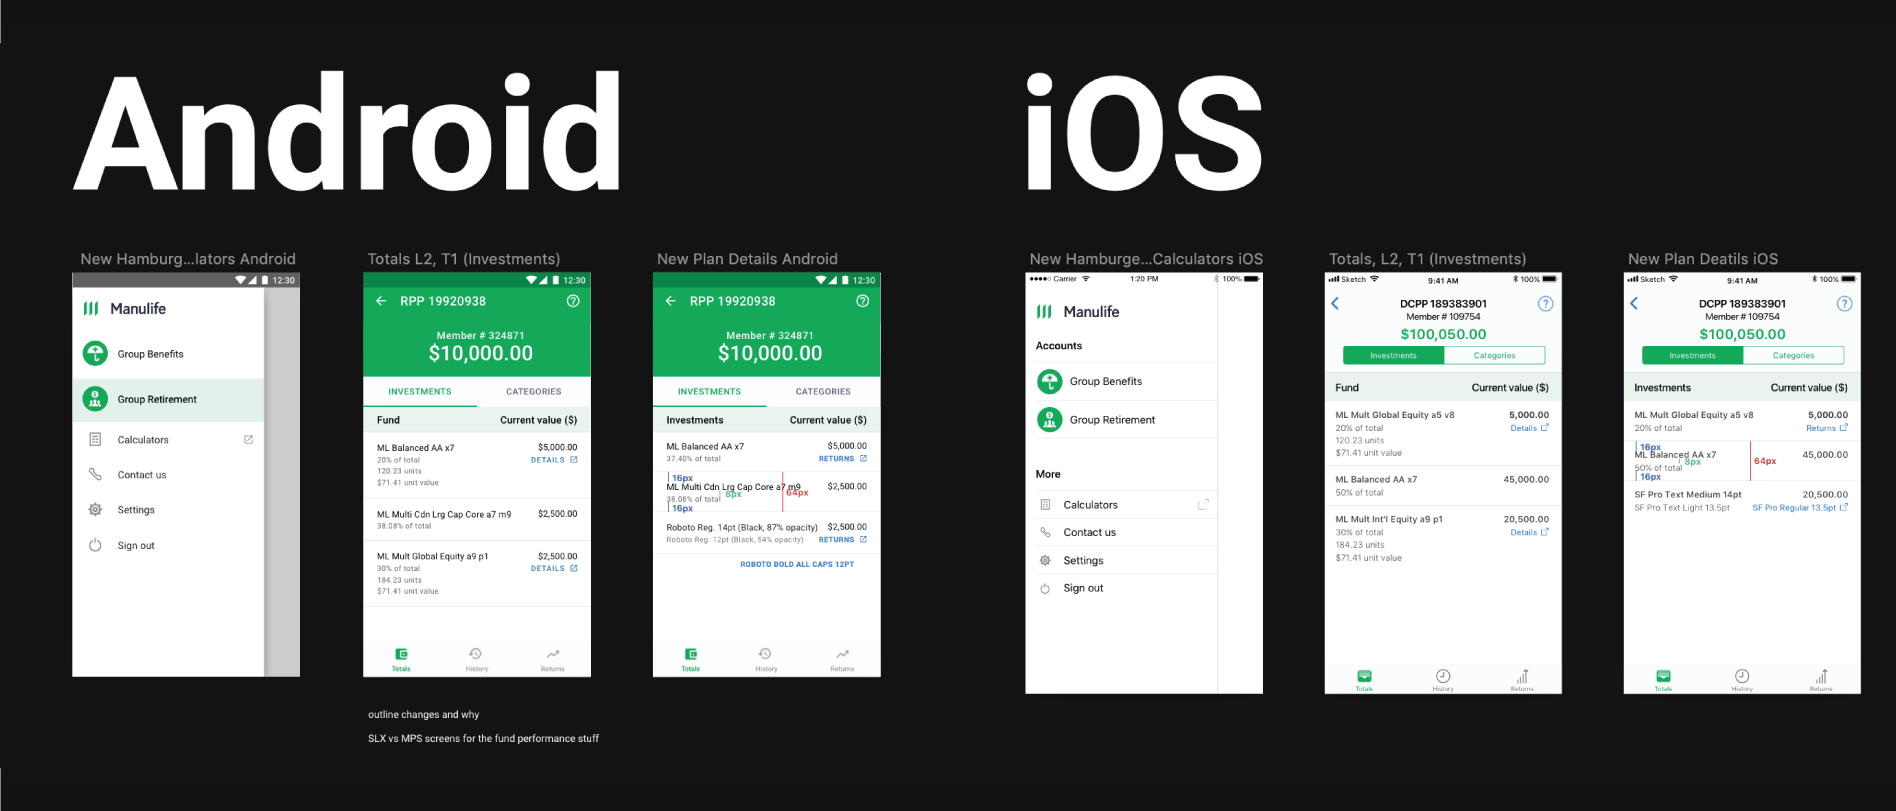 Android
iOS
New Hamburg...lators Android
12:30
Manulife
Group Benefits
Group Retirement
Calculators
Contact us
Settings
Sign out
Totals L2, T1 (Investments)
12:30
RPP 19920938
Member # 324871
$10,000.00
INVESTMENTS CATEGORIES
Fund Current value ($)
ML Balanced AA x7 $5,000.00
20% of total DETAILS
120.23 units
$71.41 unit value
ML Multi Cdn Lrg Cap Core a7 m9 $2,500.00
38.08% of total
ML Mult Global Equity a9 p1 $2,500.00
30% of total DETAILS
184.23 units
$71.41 unit value
Totals History Returns
outline changes and why
SLX vs MPS screens for the fund performance stuff
New Plan Details Android
12:30
RPP 19920938
Member # 324871
$10,000.00
INVESTMENTS CATEGORIES
Investments Current value ($)
ML Balanced AA x7 $5,000.00
37.40% of total RETURNS
16px
ML Multi Cdn Lrg Cap Core a7 m9 $2,500.00
38.08% of total 8px 64px
16px
Roboto Reg. 14pt (Black, 87% opacity) $2,500.00
Roboto Reg. 12pt (Black, 54% opacity) RETURNS
ROBOTO BOLD ALL CAPS 12PT
Totals History Returns
New Hamburge...Calculators iOS
Carrier 1:20 PM 100%
Manulife
Accounts
Group Benefits
Group Retirement
More
Calculators
Contact us
Settings
Sign out
Totals, L2, T1 (Investments)
Sketch 9:41 AM 100%
DCPP 189383901
Member # 109754
$100,050.00
Investments Categories
Fund Current value ($)
ML Mult Global Equity a5 v8 5,000.00
20% of total Details
120.23 units
$71.41 unit value
ML Balanced AA x7 45,000.00
50% of total
ML Mult Int'l Equity a9 p1 20,500.00
30% of total Details
184.23 units
$71.41 unit value
Totals History Returns
New Plan Deatils iOS
Sketch 9:41 AM 100%
DCPP 189383901
Member # 109754
$100,050.00
Investments Categories
Investments Current value ($)
ML Mult Global Equity a5 v8 5,000.00
20% of total Returns
16px
ML Balanced AA x7 45,000.00
50% of total 8px 64px
16px
SF Pro Text Medium 14pt 20,500.00
SF Pro Text Light 13.5pt SF Pro Regular 13.5pt
Totals History Returns